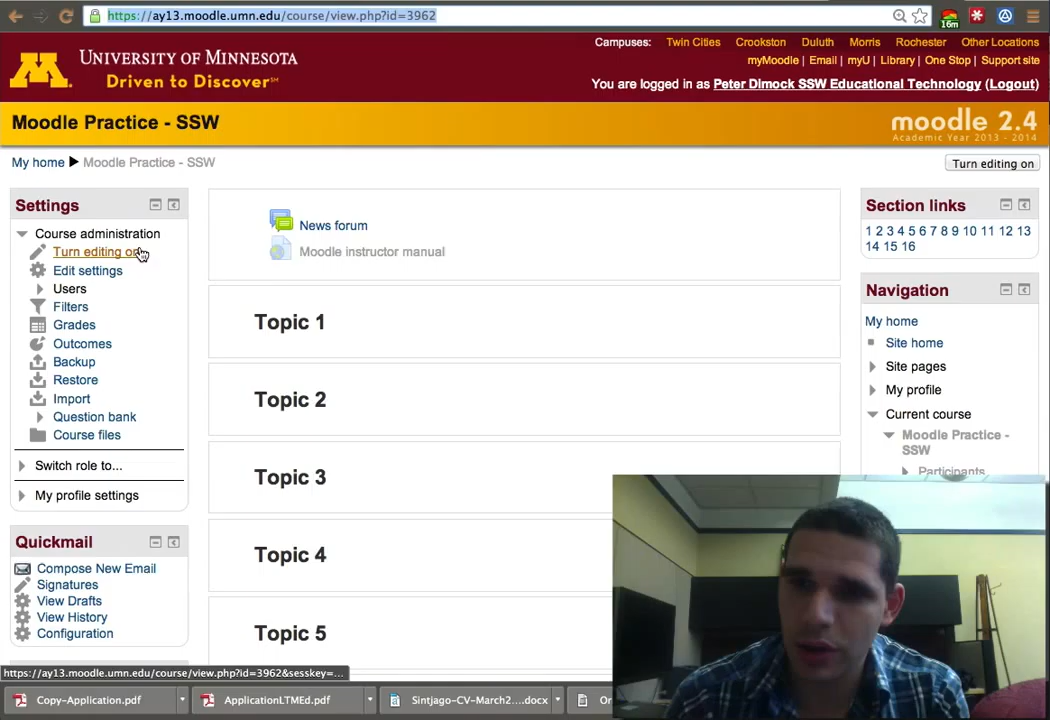 https://ay13.moodle.umn.edu/course/view.php?id=3962
16m
UNIVERSITY OF MINNESOTA
Driven to Discover℠
Campuses: Twin Cities Crookston Duluth Morris Rochester Other Locations
myMoodle | Email | myU | Library | One Stop | Support site
You are logged in as Peter Dimock SSW Educational Technology (Logout)
Moodle Practice - SSW
moodle 2.4
Academic Year 2013 - 2014
My home ▶ Moodle Practice - SSW
Turn editing on
Settings
Course administration
Turn editing on
Edit settings
Users
Filters
Grades
Outcomes
Backup
Restore
Import
Question bank
Course files
Switch role to...
My profile settings
Quickmail
Compose New Email
Signatures
View Drafts
View History
Configuration
News forum
Moodle instructor manual
Topic 1
Topic 2
Topic 3
Topic 4
Topic 5
Section links
1 2 3 4 5 6 7 8 9 10 11 12 13
14 15 16
Navigation
My home
Site home
Site pages
My profile
Current course
Moodle Practice -
SSW
Participants
https://ay13.moodle.umn.edu/course/view.php?id=3962&sesskey=...
Copy-Application.pdf
ApplicationLTMEd.pdf
Sintjago-CV-March2....docx
Or